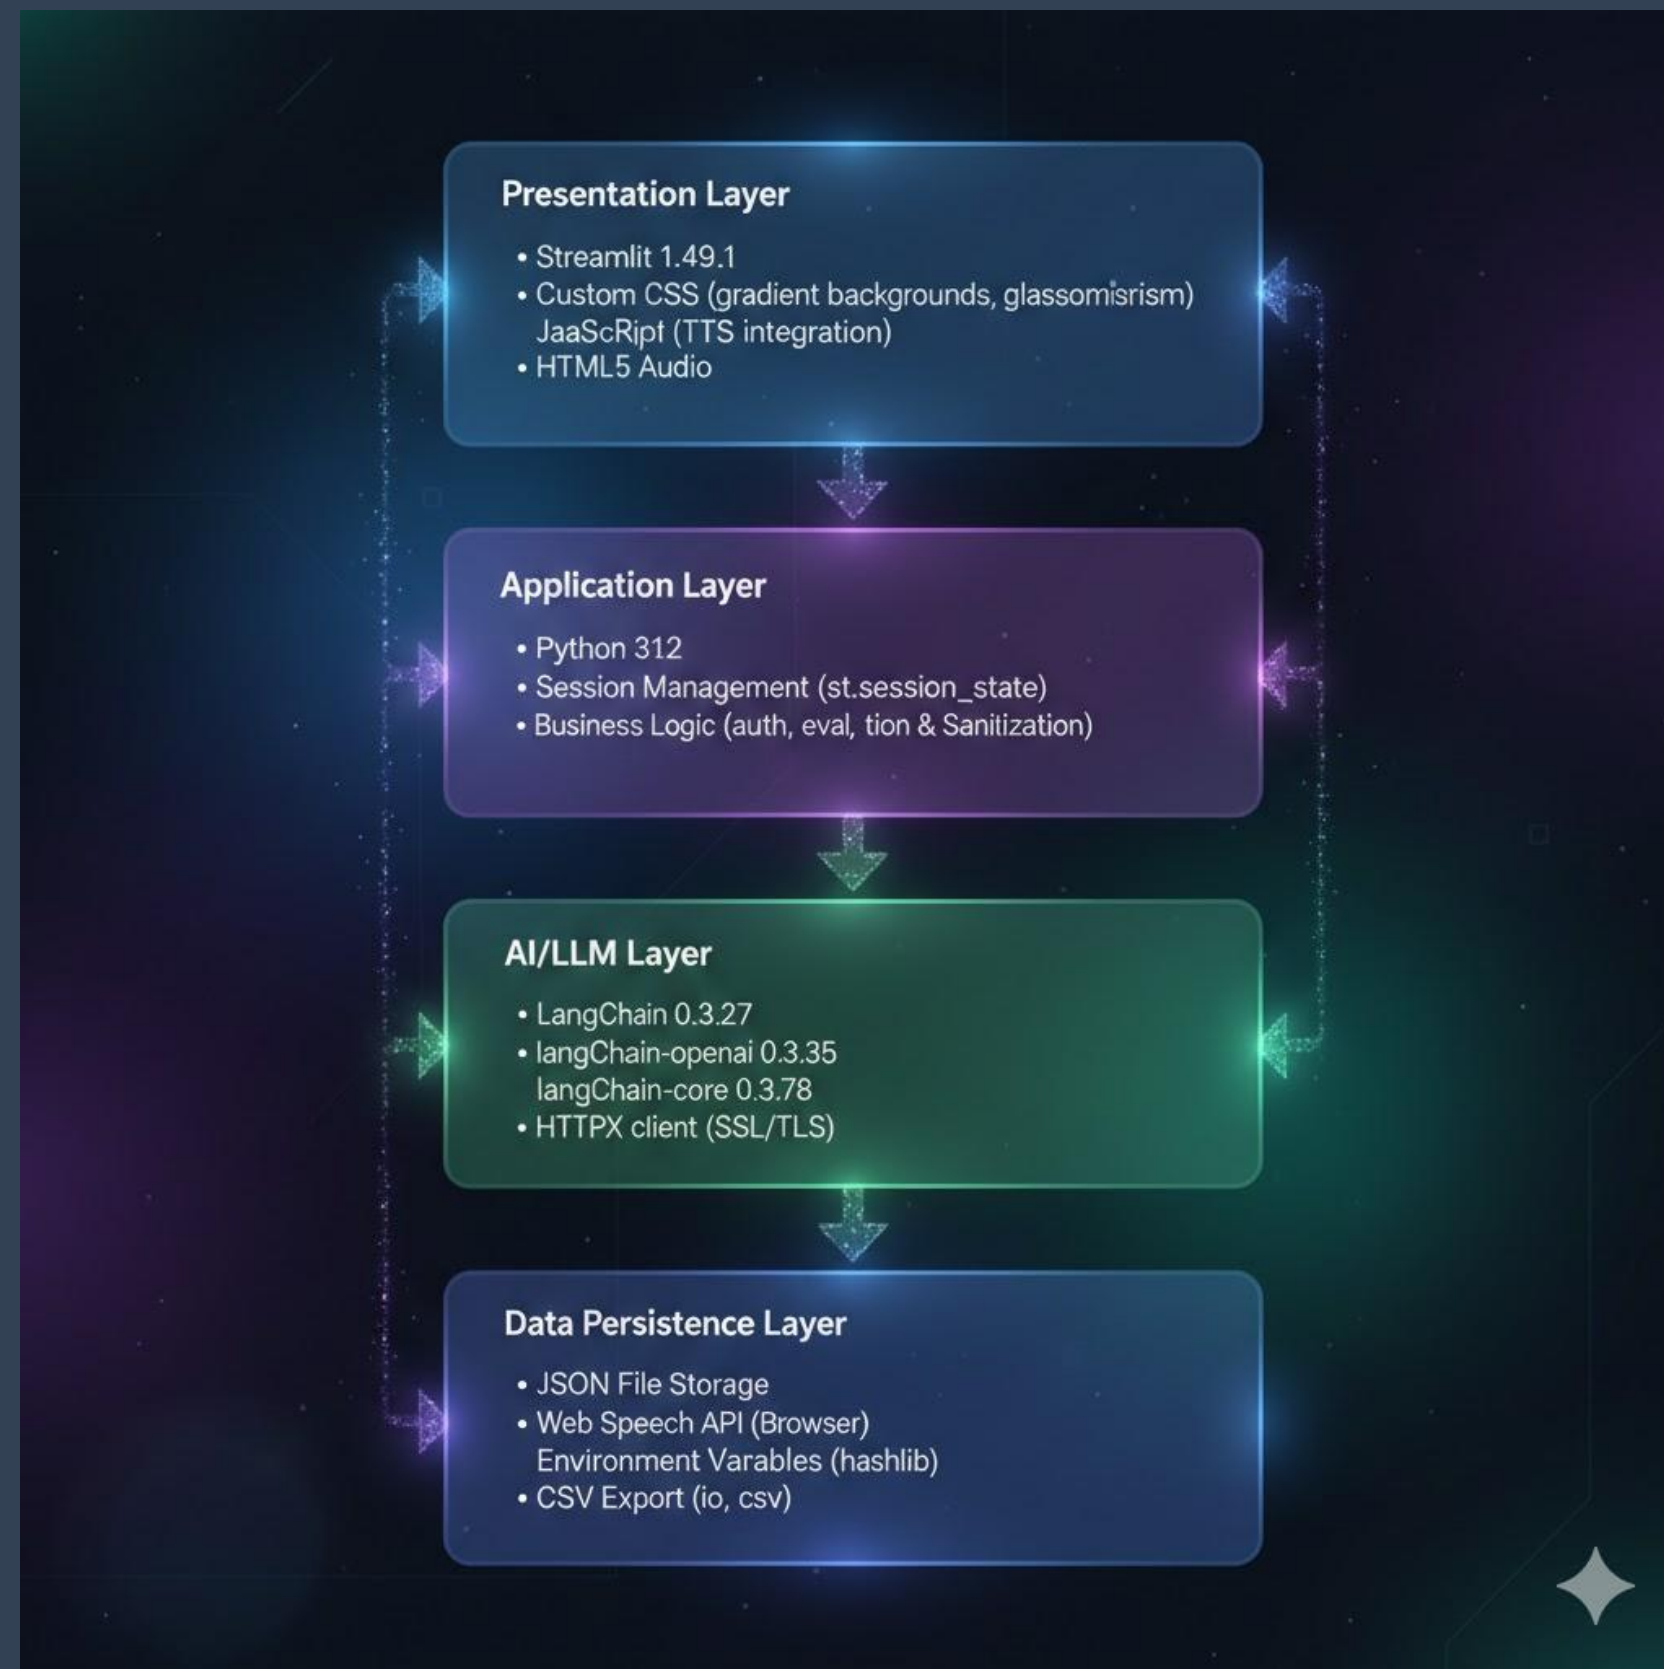 Presentation Layer
• Streamlit 1.49.1
• Custom CSS (gradient backgrounds, glassomisrism)
JaaScRipt (TTS integration)
• HTML5 Audio
Application Layer
• Python 312
• Session Management (st.session_state)
• Business Logic (auth, eval, tion & Sanitization)
AI/LLM Layer
• LangChain 0.3.27
• langChain-openai 0.3.35
langChain-core 0.3.78
• HTTPX client (SSL/TLS)
Data Persistence Layer
• JSON File Storage
• Web Speech API (Browser)
Environment Varables (hashlib)
• CSV Export (io, csv)